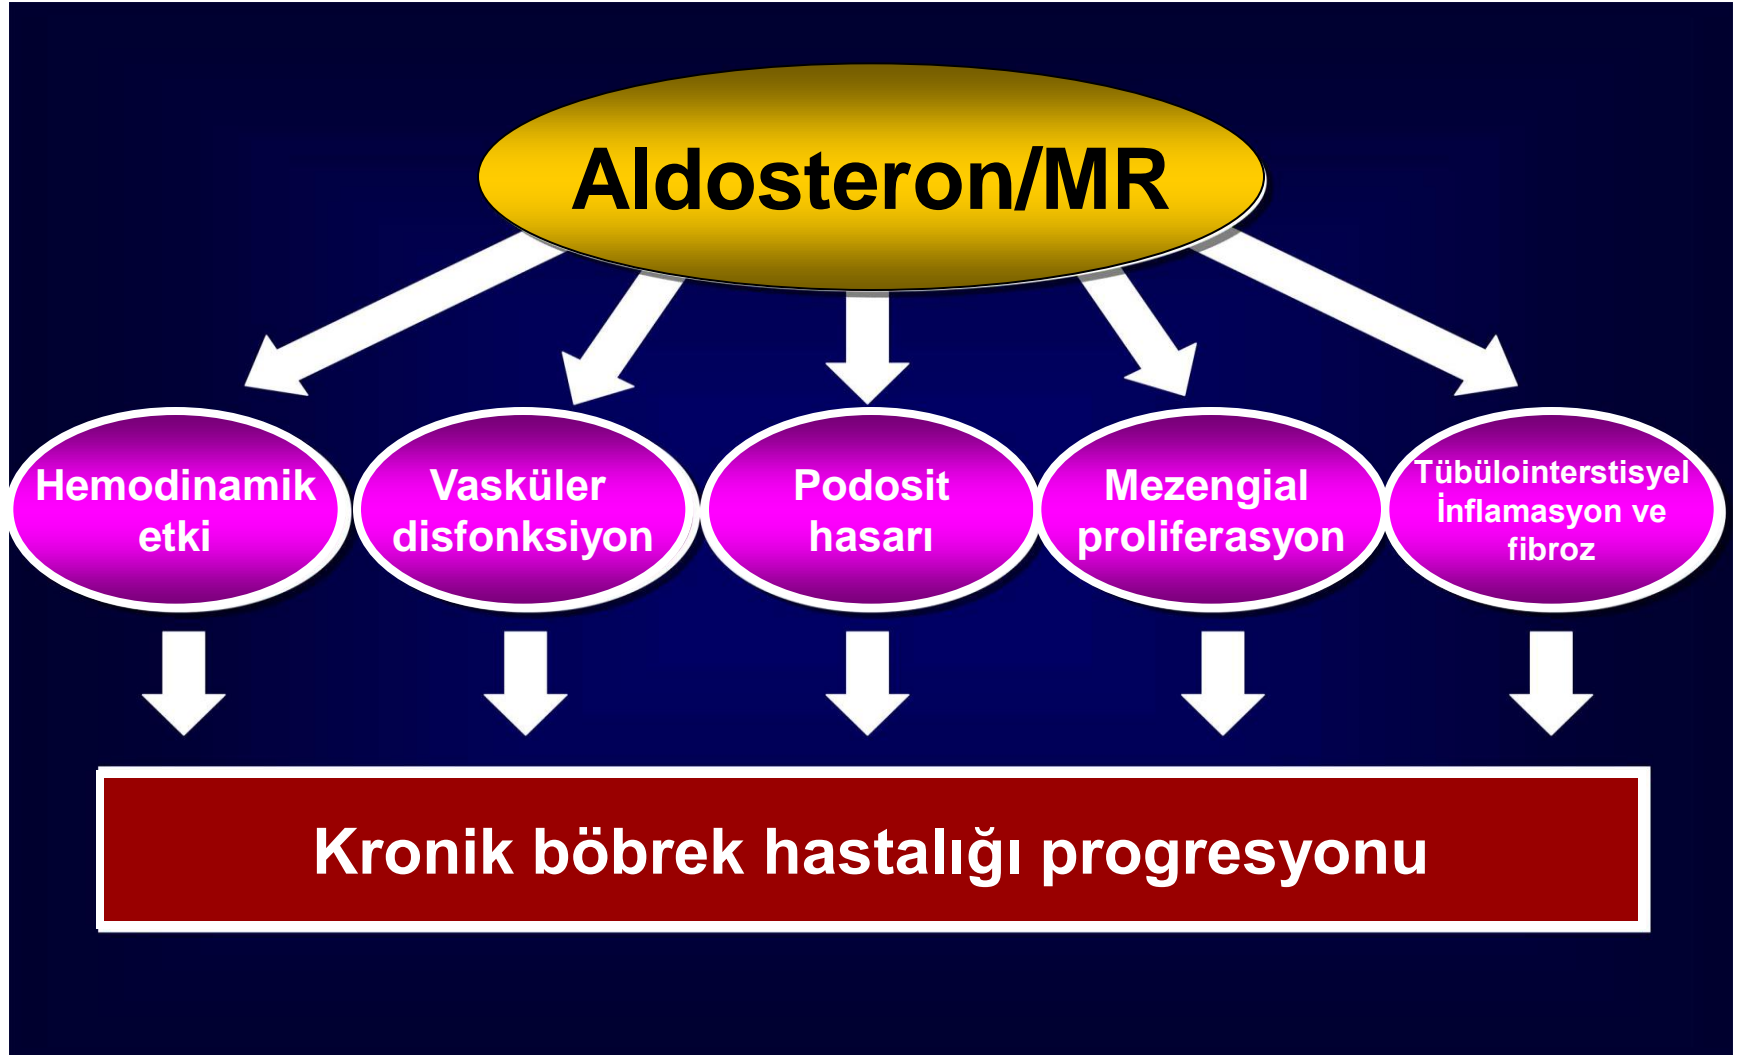 Aldosteron/MR
Hemodinamik
etki
Vasküler
disfonksiyon
Podosit
hasarı
Mezengial
proliferasyon
Tübülointerstisyel
İnflamasyon ve
fibroz
Kronik böbrek hastalığı progresyonu